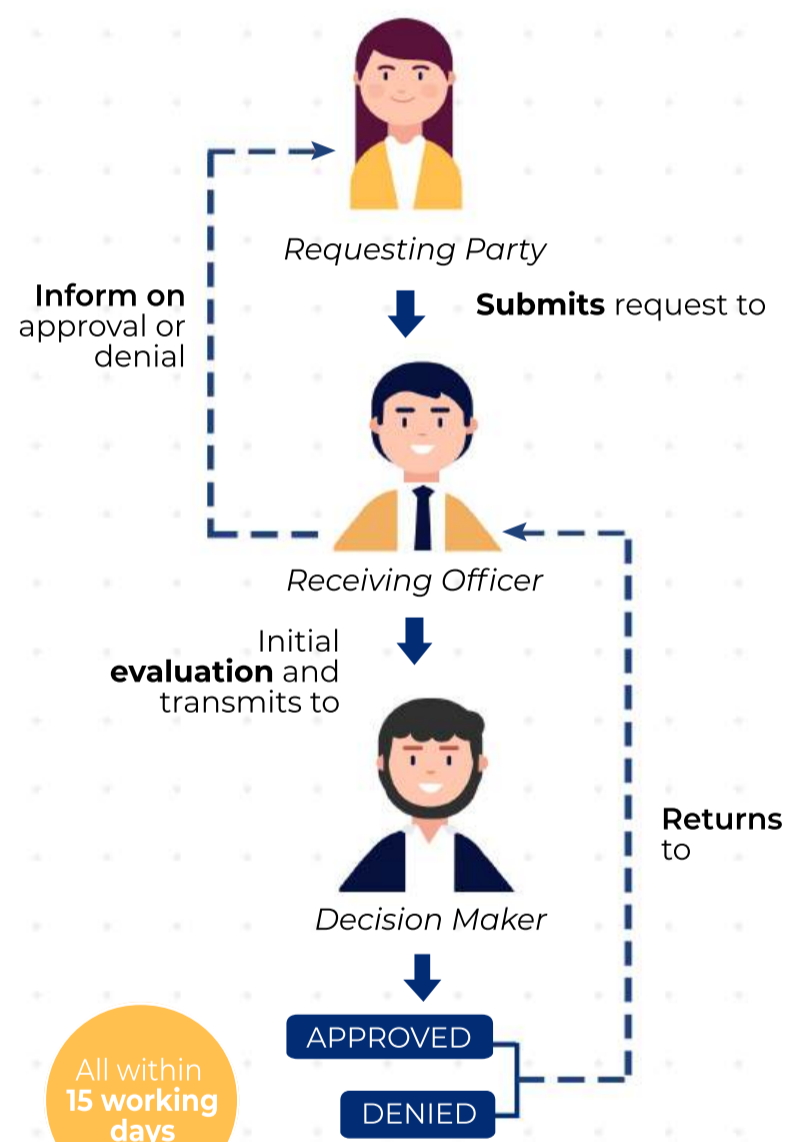 Requesting Party
Submits request to
Inform on
approval or
denial
Receiving Officer
Initial
evaluation and
transmits to
Returns
to
Decision Maker
APPROVED
DENIED
All within
15 working
days